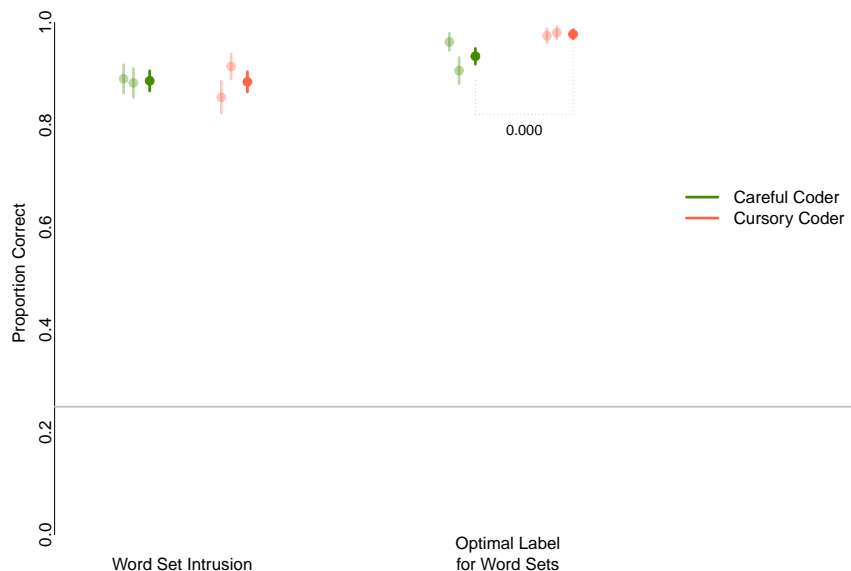 1.0
0.8
0.6
0.4
0.2
0.0
Proportion Correct
0.000
Careful Coder
Cursory Coder
Word Set Intrusion
Optimal Label
for Word Sets